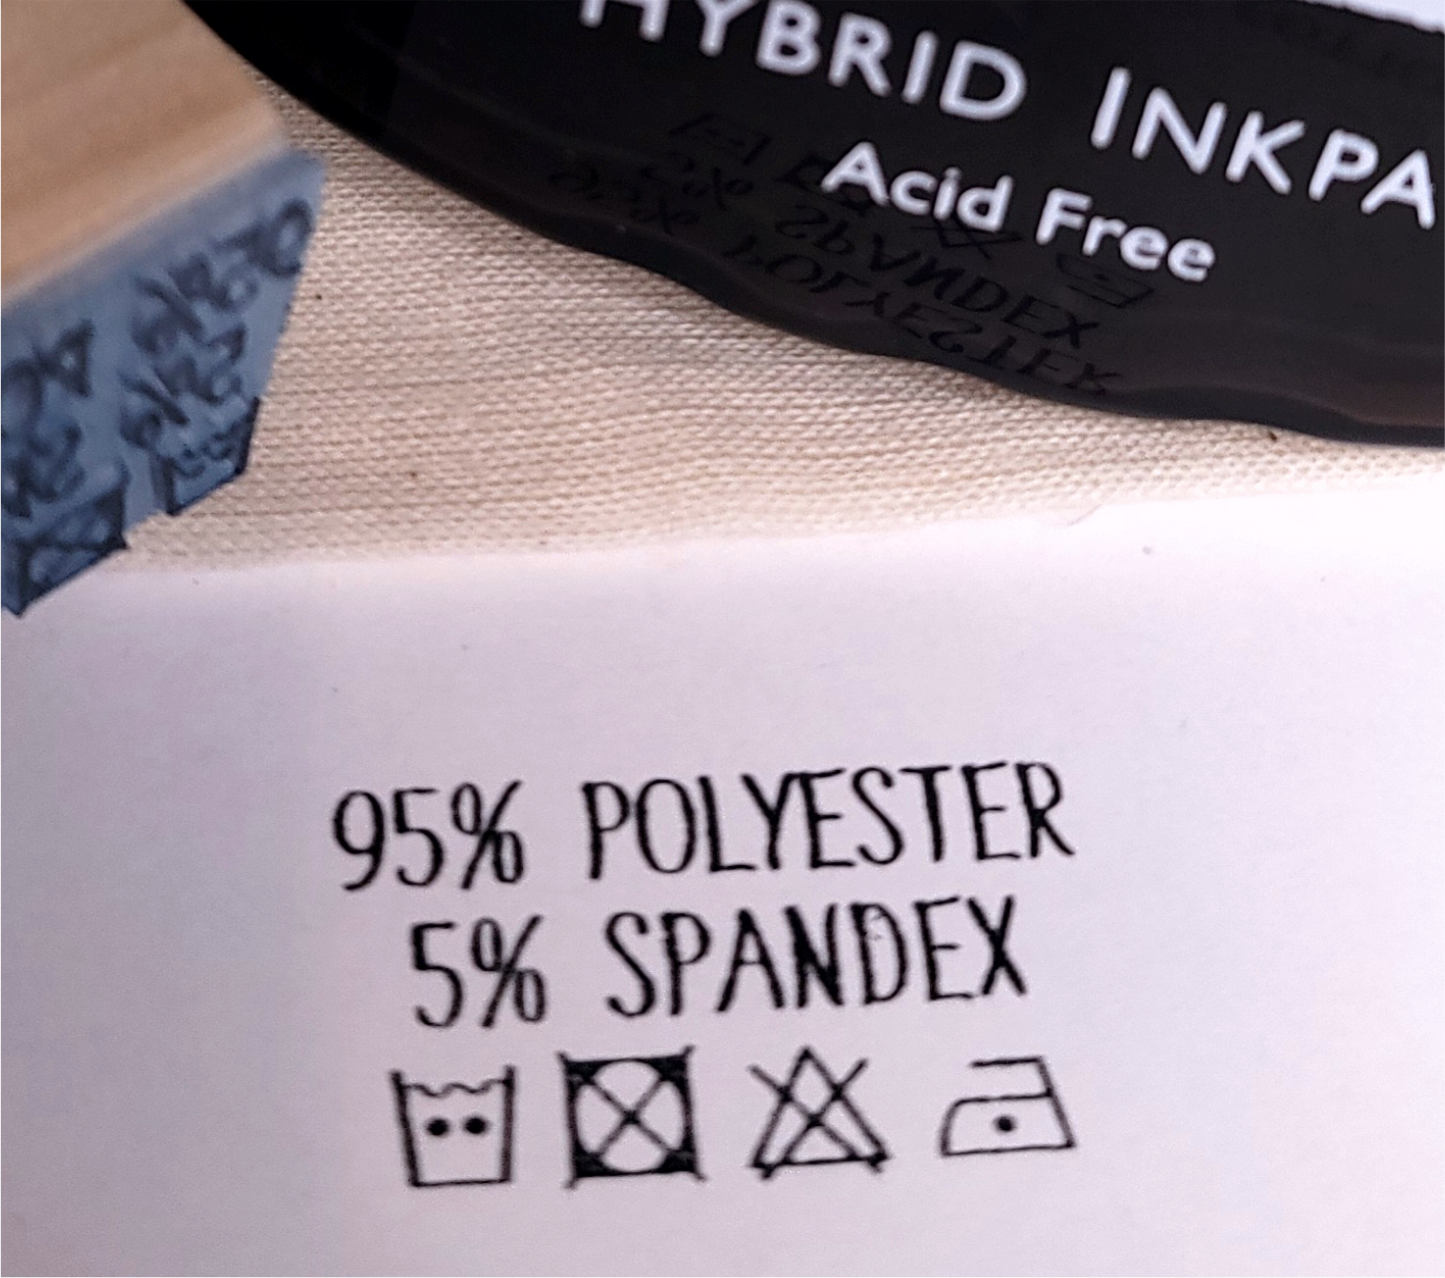 HYBRID INKPA
Acid Free
95% POLYESTER
5% SPANDEX